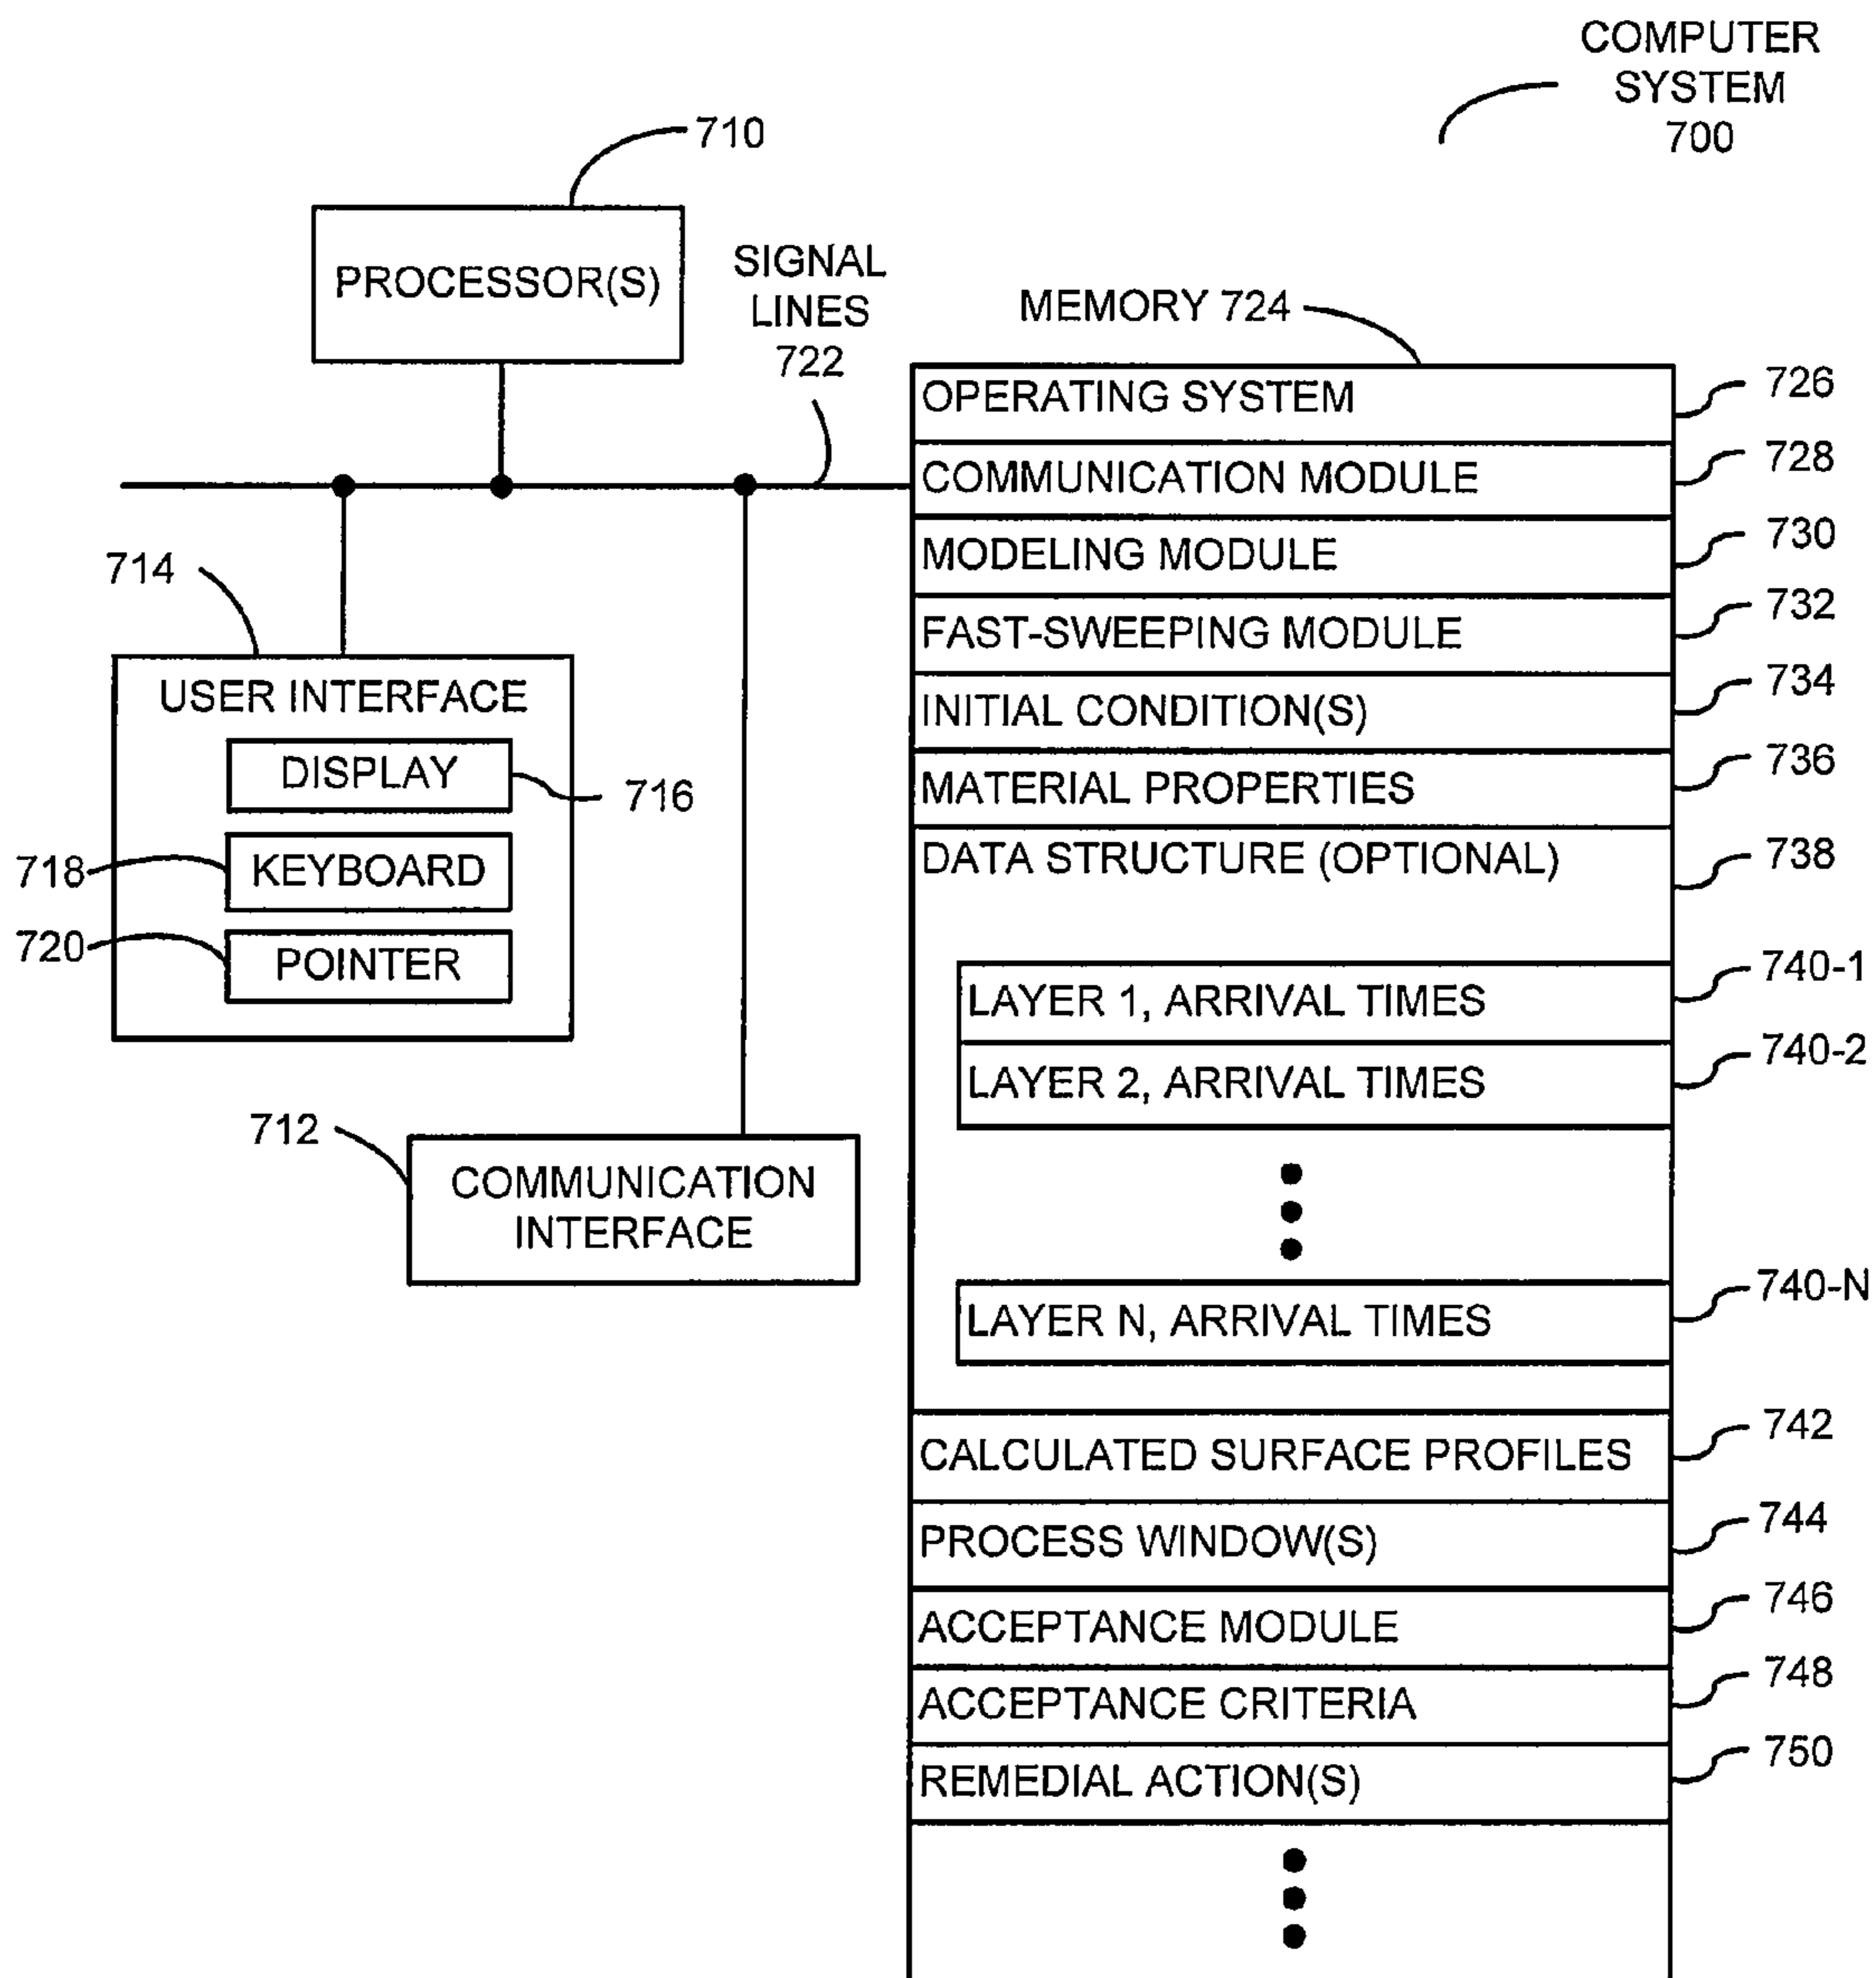 COMPUTER
SYSTEM
700
710
PROCESSOR(S)
SIGNAL
LINES
722
MEMORY 724
OPERATING SYSTEM
726
COMMUNICATION MODULE
728
MODELING MODULE
730
FAST-SWEEPING MODULE
732
INITIAL CONDITION(S)
734
MATERIAL PROPERTIES
736
DATA STRUCTURE (OPTIONAL)
738
LAYER 1, ARRIVAL TIMES
740-1
LAYER 2, ARRIVAL TIMES
740-2
LAYER N, ARRIVAL TIMES
740-N
CALCULATED SURFACE PROFILES
742
PROCESS WINDOW(S)
744
ACCEPTANCE MODULE
746
ACCEPTANCE CRITERIA
748
REMEDIAL ACTION(S)
750
714
USER INTERFACE
DISPLAY
716
718
KEYBOARD
720
POINTER
712
COMMUNICATION
INTERFACE